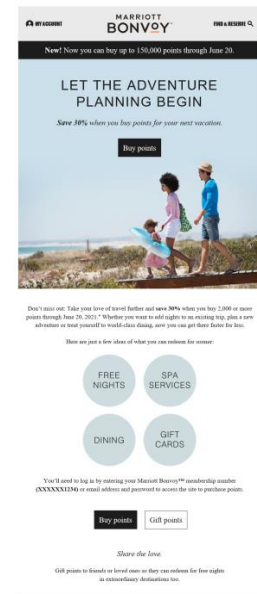 MY ACCOUNT
MARRIOTT
BONVOY™
FIND & RESERVE
New! Now you can buy up to 150,000 points through June 20.
LET THE ADVENTURE
PLANNING BEGIN
Save 30% when you buy points for your next vacation.
Buy points
Don't miss out: Take your love of travel further and save 30% when you buy 2,000 or more
points through June 20, 2021.* Whether you want to add nights to an existing trip, plan a new
adventure or treat yourself to world-class dining, now you can get there faster for less.
Here are just a few ideas of what you can redeem for sooner:
FREE
NIGHTS
SPA
SERVICES
DINING
GIFT
CARDS
You'll need to log in by entering your Marriott Bonvoy™ membership number
(XXXXXX1234) or email address and password to access the site to purchase points.
Buy points
Gift points
Share the love.
Gift points to friends or loved ones so they can redeem for free nights
in extraordinary destinations too.